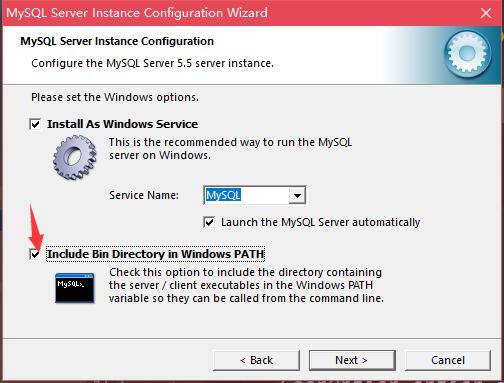 MySQL Server Instance Configuration Wizard
MySQL Server Instance Configuration
Configure the MySQL Server 5.5 server instance.
Please set the Windows options.
Install As Windows Service
This is the recommended way to run the MySQL
server on Windows.
Service Name: MySQL
Launch the MySQL Server automatically
Include Bin Directory in Windows PATH
MySQL>_
Check this option to include the directory containing
the server / client executables in the Windows PATH
variable so they can be called from the command line.
< Back Next > Cancel